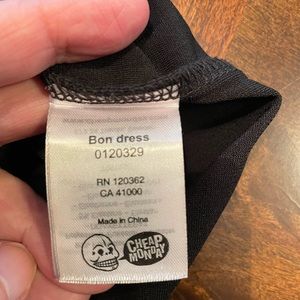 Bon dress
0120329
RN 120362
CA 41000
Made in China
CHEAP
MONDAY